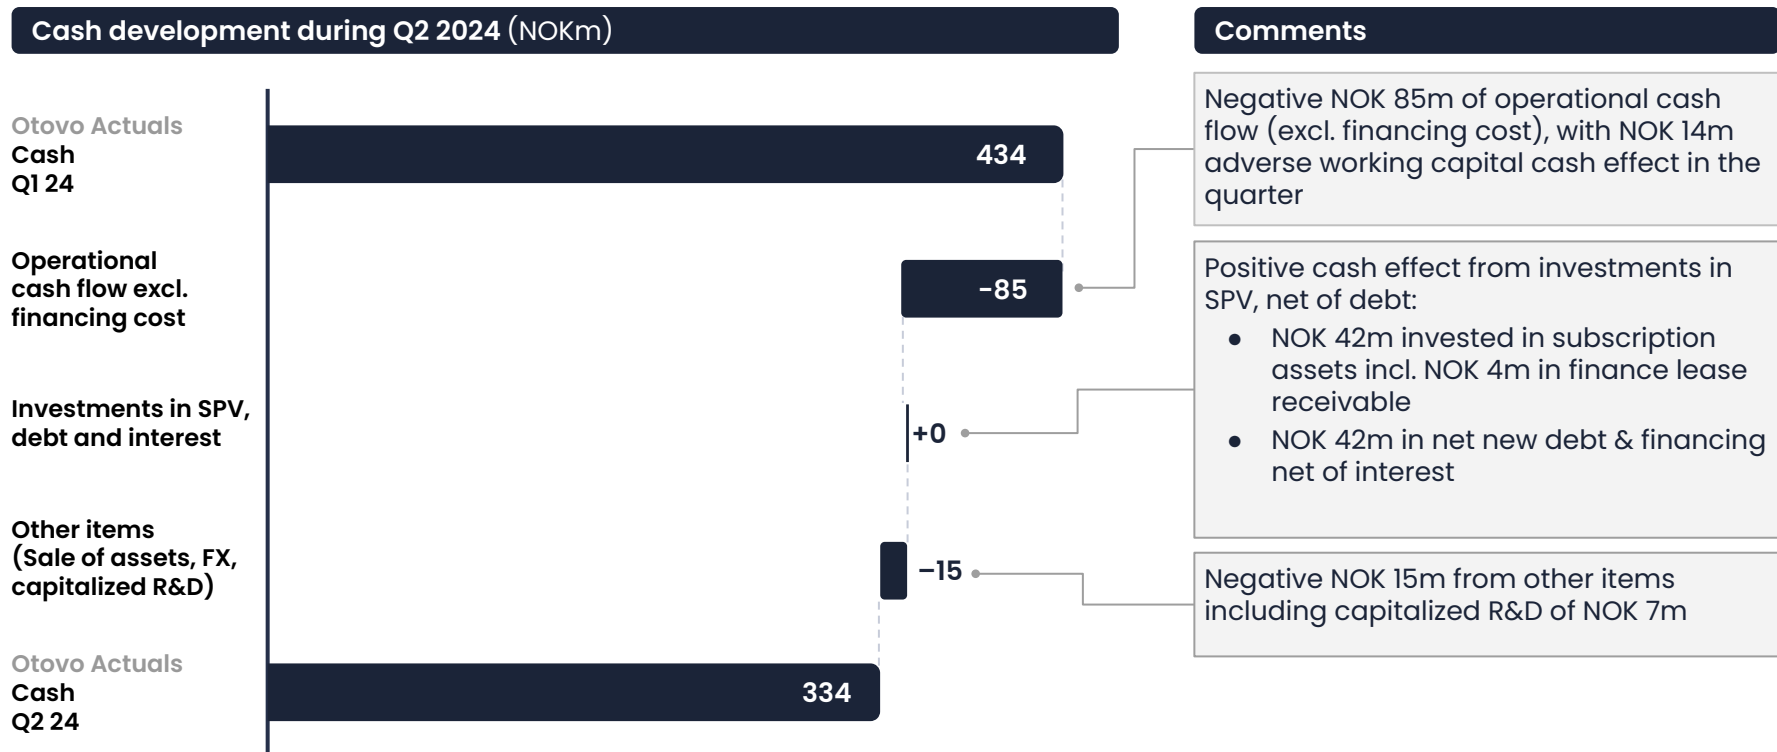 Cash development during Q2 2024 (NOKm)
Otovo Actuals
Cash
Q1 24
434
Operational
cash flow excl.
financing cost
-85
Investments in SPV,
debt and interest
+0
Other items
(Sale of assets, FX,
capitalized R&D)
–15
Otovo Actuals
Cash
Q2 24
334
Comments
Negative NOK 85m of operational cash
flow (excl. financing cost), with NOK 14m
adverse working capital cash effect in the
quarter
Positive cash effect from investments in
SPV, net of debt:
● NOK 42m invested in subscription
assets incl. NOK 4m in finance lease
receivable
● NOK 42m in net new debt & financing
net of interest
Negative NOK 15m from other items
including capitalized R&D of NOK 7m